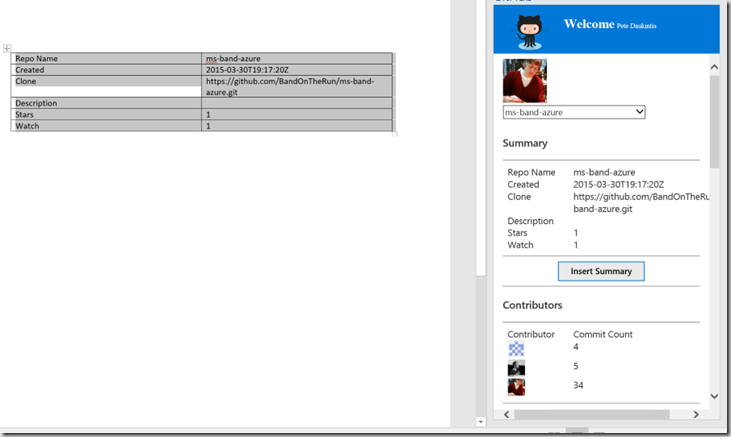 Repo Name ms-band-azure
Created 2015-03-30T19:17:20Z
Clone https://github.com/BandOnTheRun/ms-band-
azure.git
Description
Stars 1
Watch 1
Welcome Pete Daukintis
ms-band-azure
Summary
Repo Name ms-band-azure
Created 2015-03-30T19:17:20Z
Clone https://github.com/BandOnTheRu
band-azure.git
Description
Stars 1
Watch 1
Insert Summary
Contributors
Contributor Commit Count
4
5
34